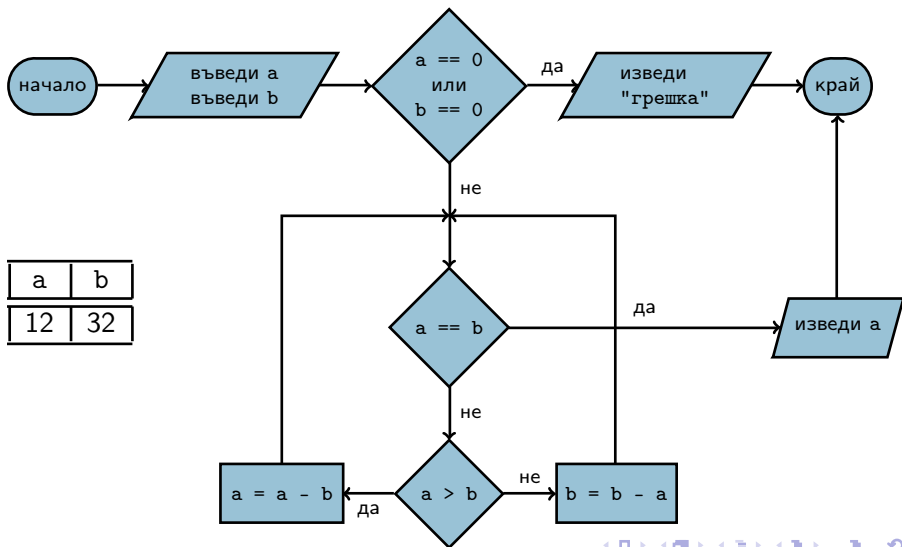 начало
въведи a
въведи b
a == 0
или
b == 0
да
изведи
"грешка"
край
не
a b
12 32
a == b
да
изведи a
не
a = a - b
да
a > b
не
b = b - a